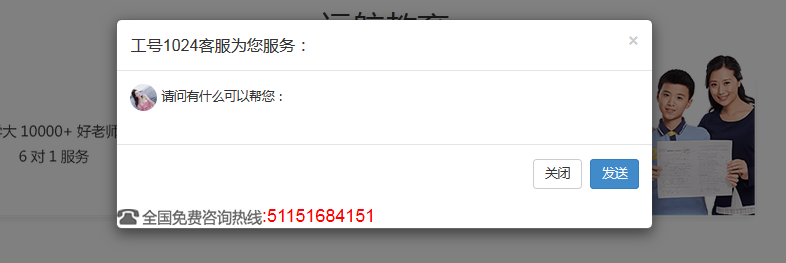 工号1024客服为您服务：
×
请问有什么可以帮您：
大 10000+ 好老师
6 对 1 服务
关闭
发送
全国免费咨询热线:51151684151